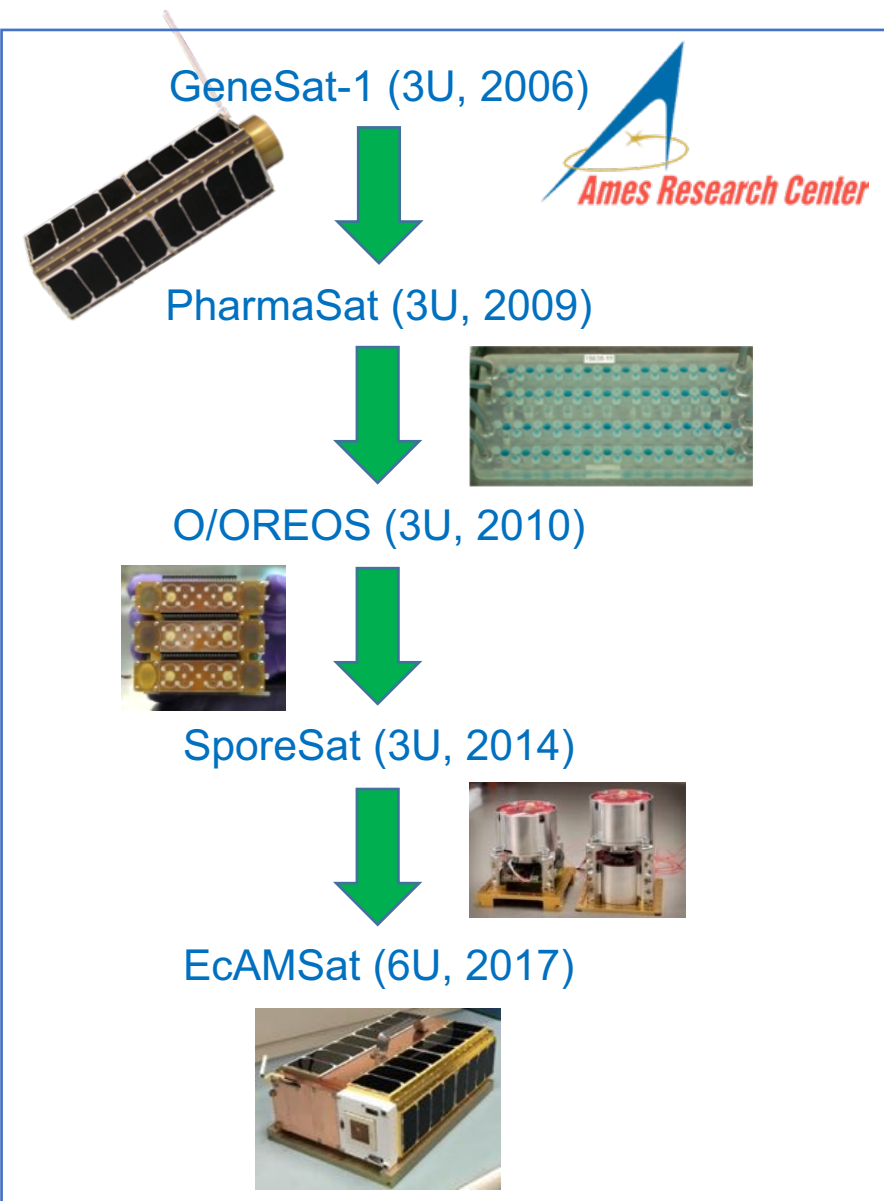 GeneSat-1 (3U, 2006)
Ames Research Center
PharmaSat (3U, 2009)
O/OREOS (3U, 2010)
SporeSat (3U, 2014)
EcAMSat (6U, 2017)